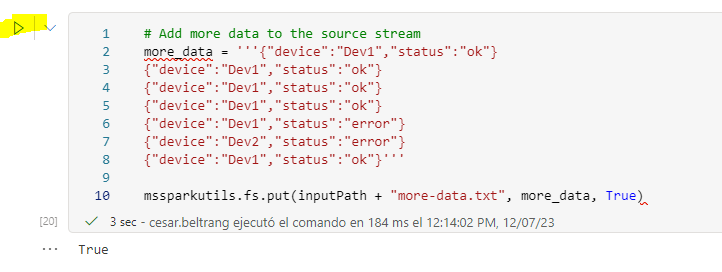 1 # Add more data to the source stream
2 more_data = '''{"device":"Dev1","status":"ok"}
3 {"device":"Dev1","status":"ok"}
4 {"device":"Dev1","status":"ok"}
5 {"device":"Dev1","status":"ok"}
6 {"device":"Dev1","status":"error"}
7 {"device":"Dev2","status":"error"}
8 {"device":"Dev1","status":"ok"}'''
9
10 mssparkutils.fs.put(inputPath + "more-data.txt", more_data, True)
[20] ✓ 3 sec - cesar.beltrang ejecutó el comando en 184 ms el 12:14:02 PM, 12/07/23
··· True